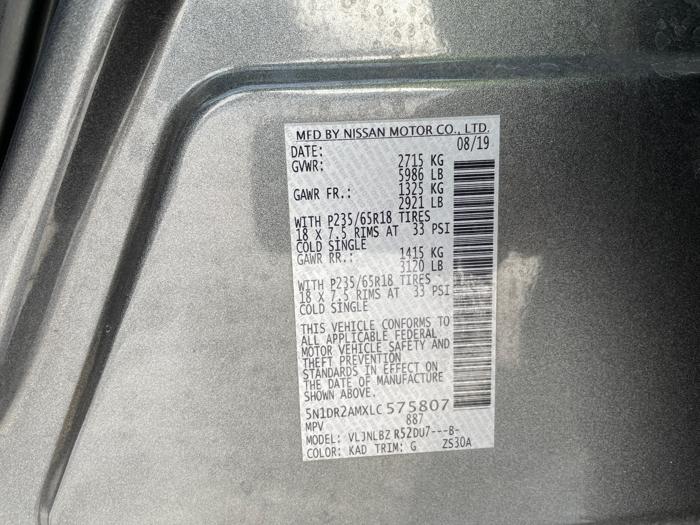 MFD BY NISSAN MOTOR CO., LTD.
DATE: 08/19
GVWR: 2715 KG
5986 LB
GAWR FR.: 1325 KG
2921 LB
WITH P235/65R18 TIRES
18 X 7.5 RIMS AT 33 PSI
COLD SINGLE
GAWR RR.: 1415 KG
3120 LB
WITH P235/65R18 TIRES
18 X 7.5 RIMS AT 33 PSI
COLD SINGLE
THIS VEHICLE CONFORMS TO
ALL APPLICABLE FEDERAL
MOTOR VEHICLE SAFETY AND
THEFT PREVENTION
STANDARDS IN EFFECT ON
THE DATE OF MANUFACTURE
SHOWN ABOVE.
5N1DR2AMXLC575807
MPV 887
MODEL: VLJNLBZ R52DU7---B-
COLOR: KAD TRIM: G ZS30A